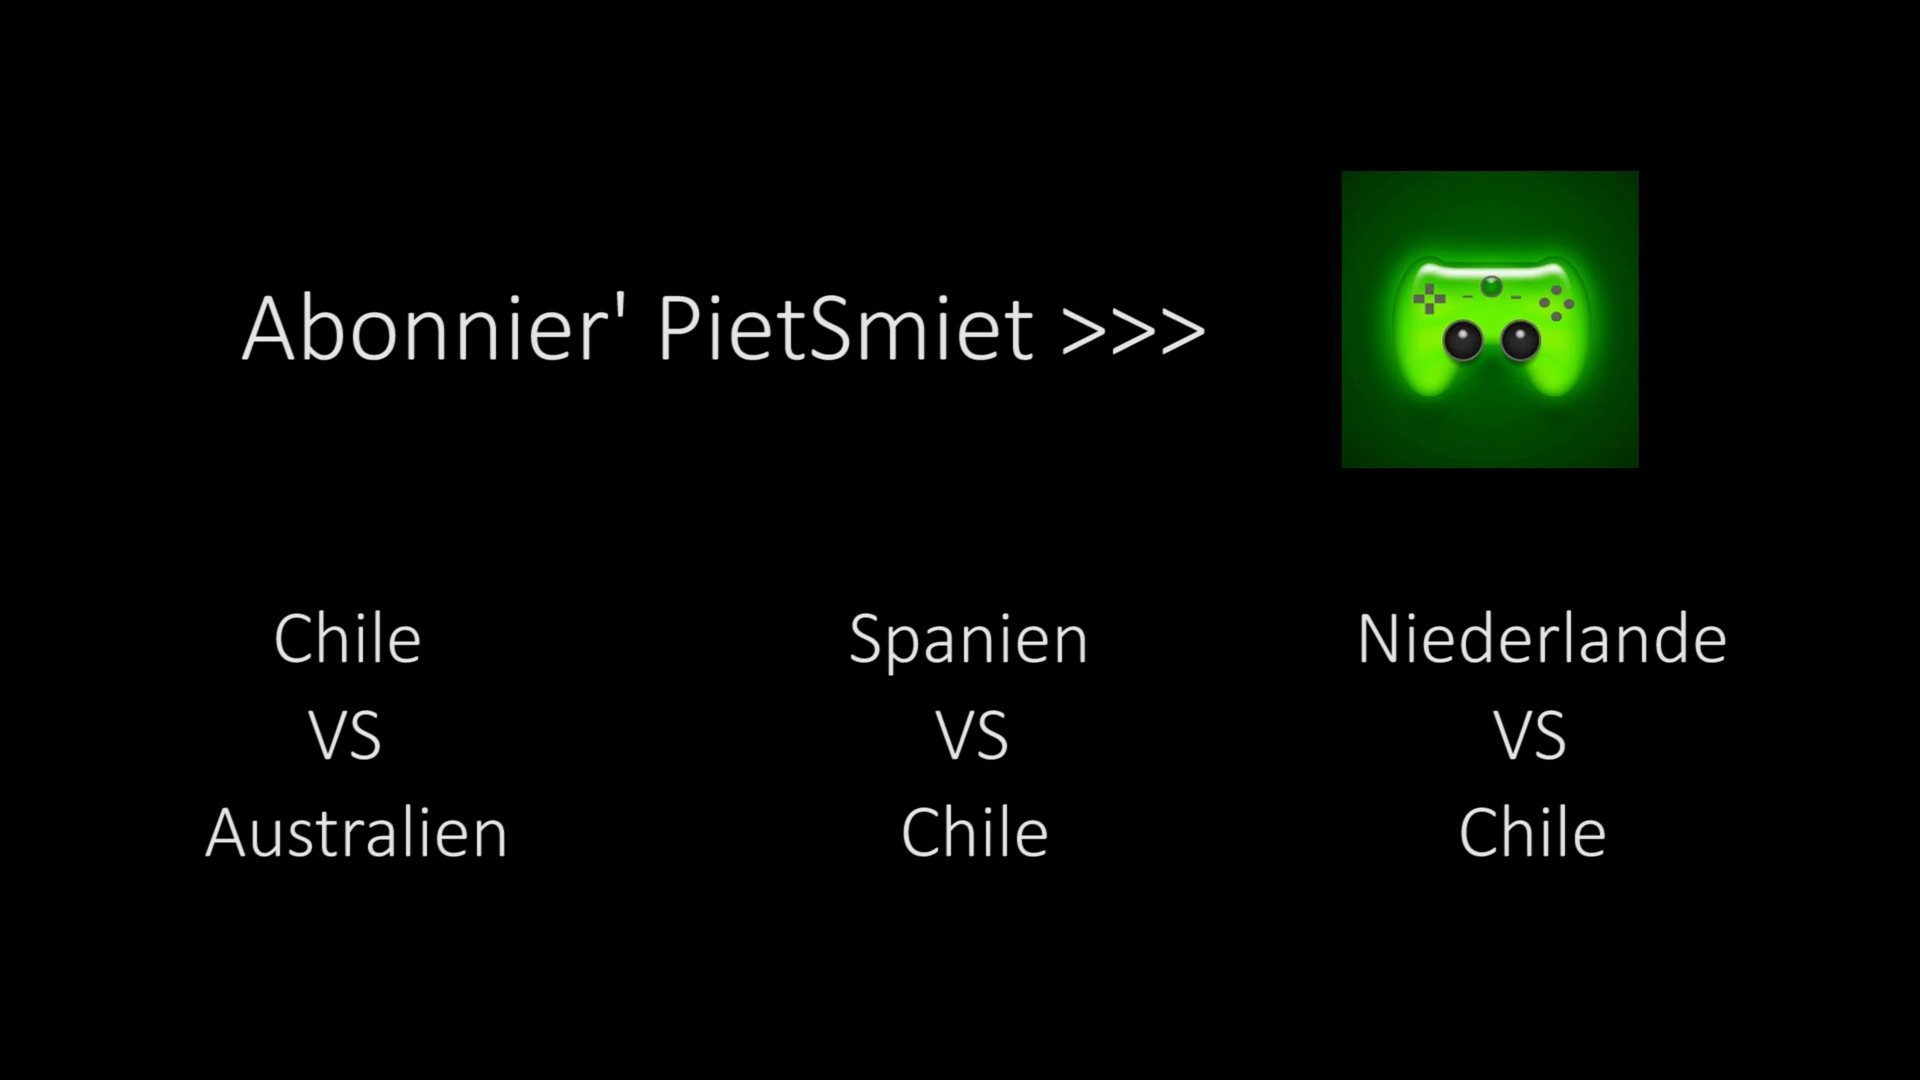 Abonnier' PietSmiet >>>
Chile
VS
Australien
Spanien
VS
Chile
Niederlande
VS
Chile